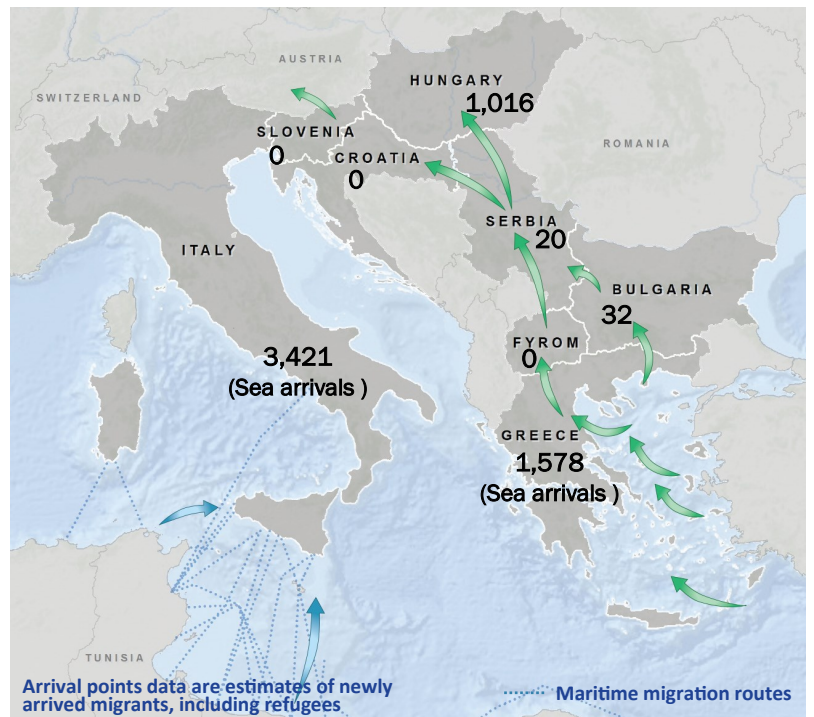 AUSTRIA
HUNGARY
1,016
SWITZERLAND
SLOVENIA
0
CROATIA
0
ROMANIA
SERBIA
20
ITALY
BULGARIA
32
FYROM
0
3,421
(Sea arrivals )
GREECE
1,578
(Sea arrivals )
TUNISIA
Arrival points data are estimates of newly
arrived migrants, including refugees
Maritime migration routes